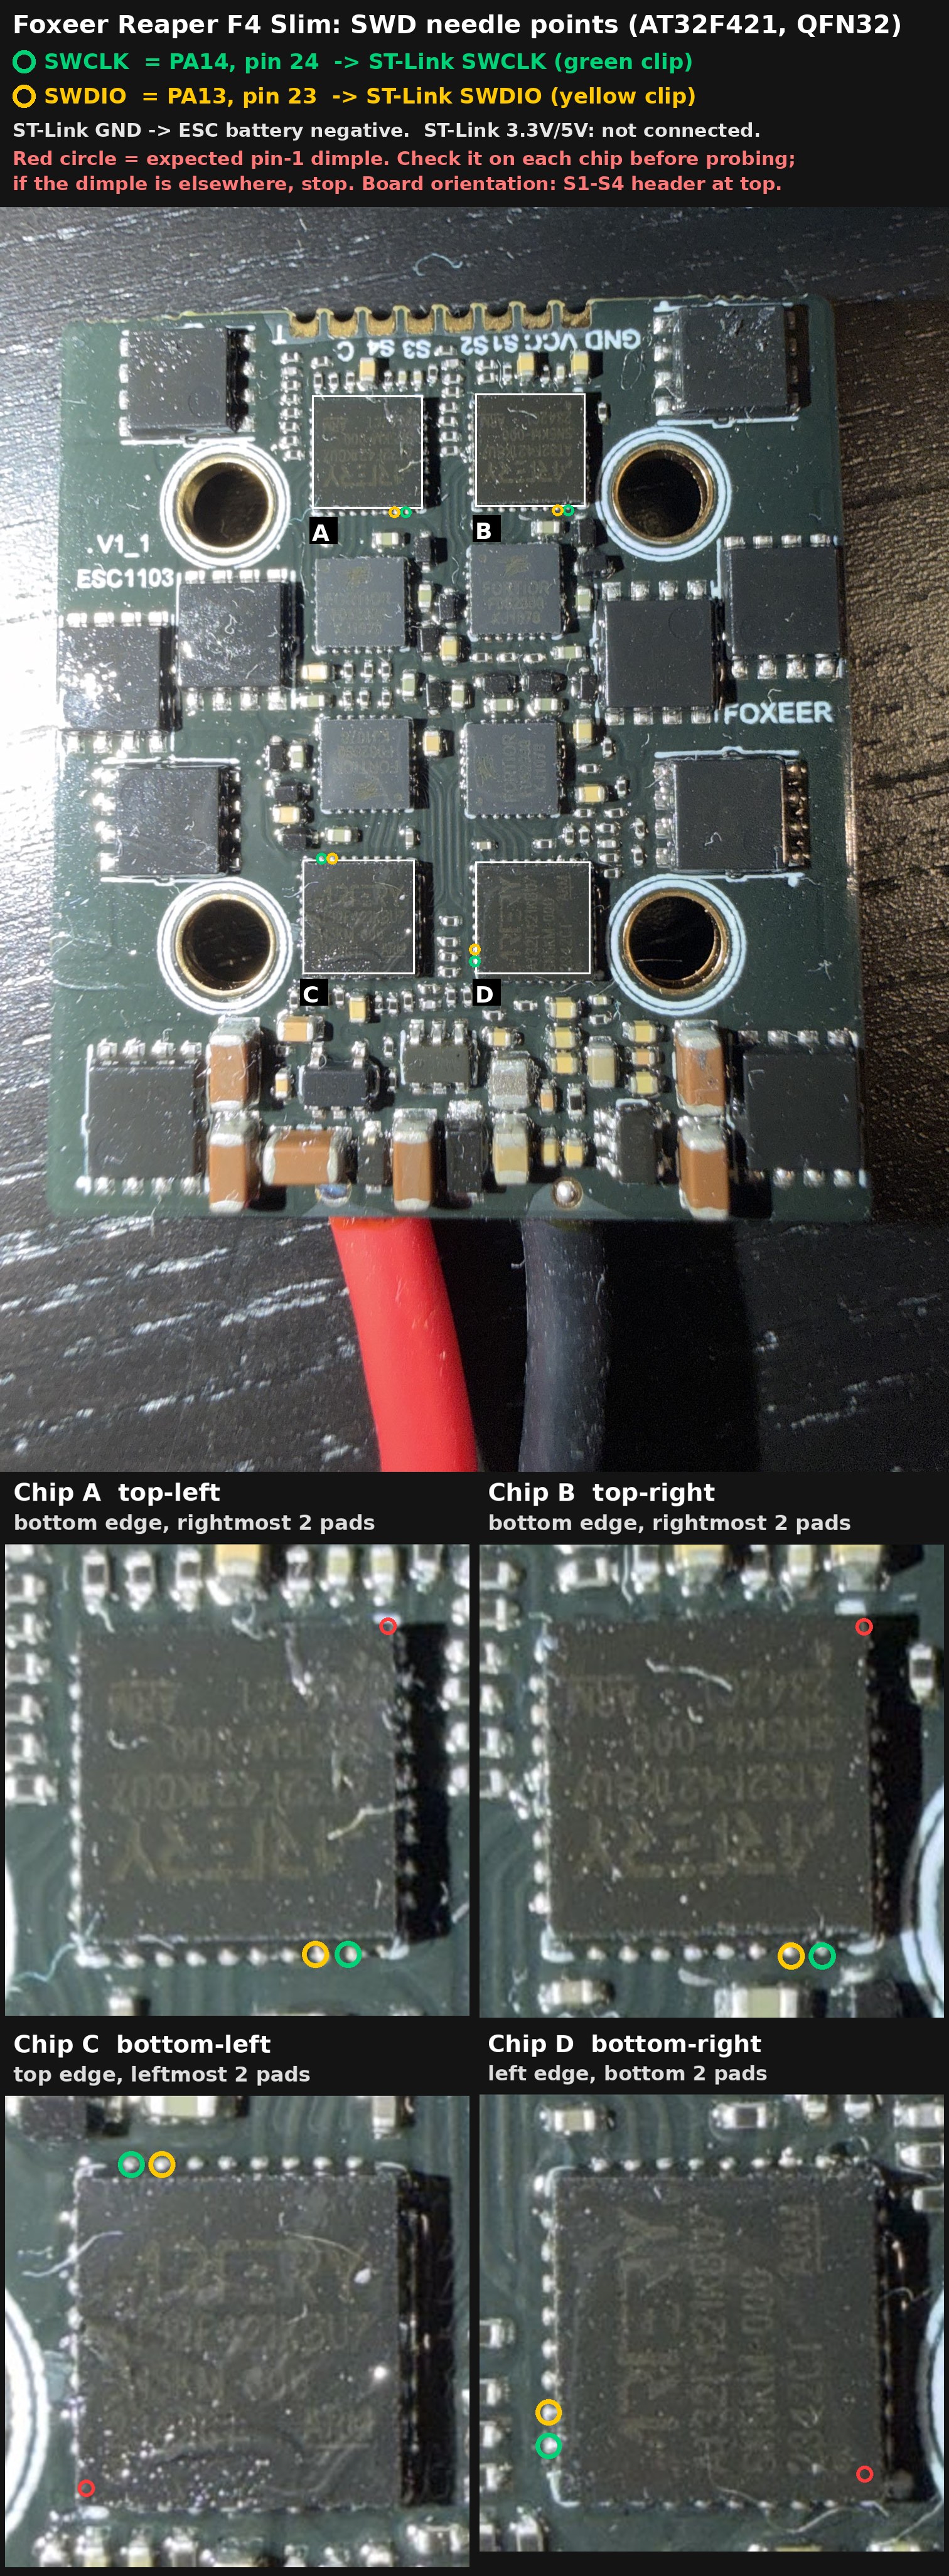 Foxeer Reaper F4 Slim: SWD needle points (AT32F421, QFN32)
SWCLK = PA14, pin 24 -> ST-Link SWCLK (green clip)
SWDIO = PA13, pin 23 -> ST-Link SWDIO (yellow clip)
ST-Link GND -> ESC battery negative. ST-Link 3.3V/5V: not connected.
Red circle = expected pin-1 dimple. Check it on each chip before probing;
if the dimple is elsewhere, stop. Board orientation: S1-S4 header at top.
T C S4 S3 S2 S1 VCC GND
A
B
V1_1
ESC1103
FOXEER
C
D
Chip A top-left
bottom edge, rightmost 2 pads
Chip B top-right
bottom edge, rightmost 2 pads
Chip C bottom-left
top edge, leftmost 2 pads
Chip D bottom-right
left edge, bottom 2 pads